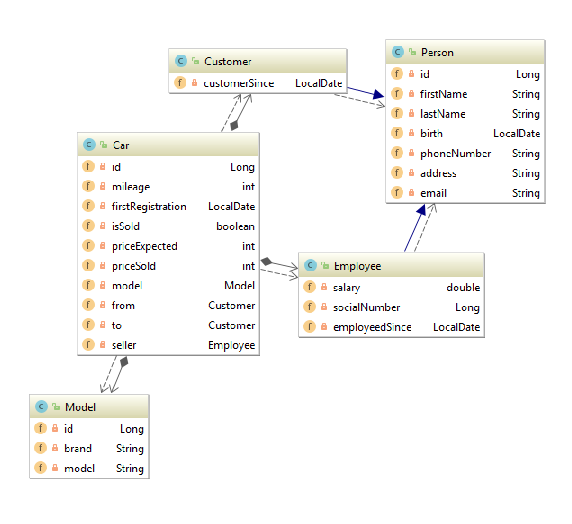 Customer
customerSince LocalDate
Person
id Long
firstName String
lastName String
birth LocalDate
phoneNumber String
address String
email String
Car
id Long
mileage int
firstRegistration LocalDate
isSold boolean
priceExpected int
priceSold int
model Model
from Customer
to Customer
seller Employee
Employee
salary double
socialNumber Long
employeedSince LocalDate
Model
id Long
brand String
model String